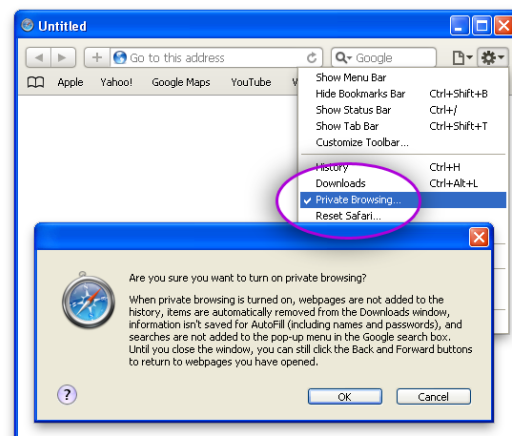 Untitled
Go to this address
Google
Apple Yahoo! Google Maps YouTube
Show Menu Bar
Hide Bookmarks Bar Ctrl+Shift+B
Show Status Bar Ctrl+/
Show Tab Bar Ctrl+Shift+T
Customize Toolbar...
History Ctrl+H
Downloads Ctrl+Alt+L
Private Browsing...
Reset Safari...
Are you sure you want to turn on private browsing?
When private browsing is turned on, webpages are not added to the
history, items are automatically removed from the Downloads window,
information isn't saved for AutoFill (including names and passwords), and
searches are not added to the pop-up menu in the Google search box.
Until you close the window, you can still click the Back and Forward buttons
to return to webpages you have opened.
?
OK Cancel